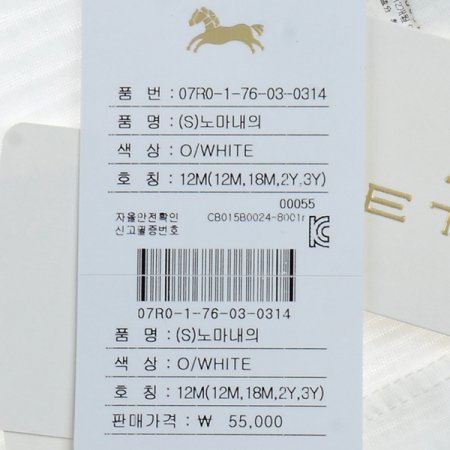 품 번 : 07R0-1-76-03-0314
품 명 : (S)노마내의
색 상 : O/WHITE
호 칭 : 12M(12M,18M,2Y,3Y)
00055
자율안전확인
신고필증번호
CB015B0024-8001r
07R0-1-76-03-0314
품 명 : (S)노마내의
색 상 : O/WHITE
호 칭 : 12M(12M,18M,2Y,3Y)
판매가격 : ₩ 55,000